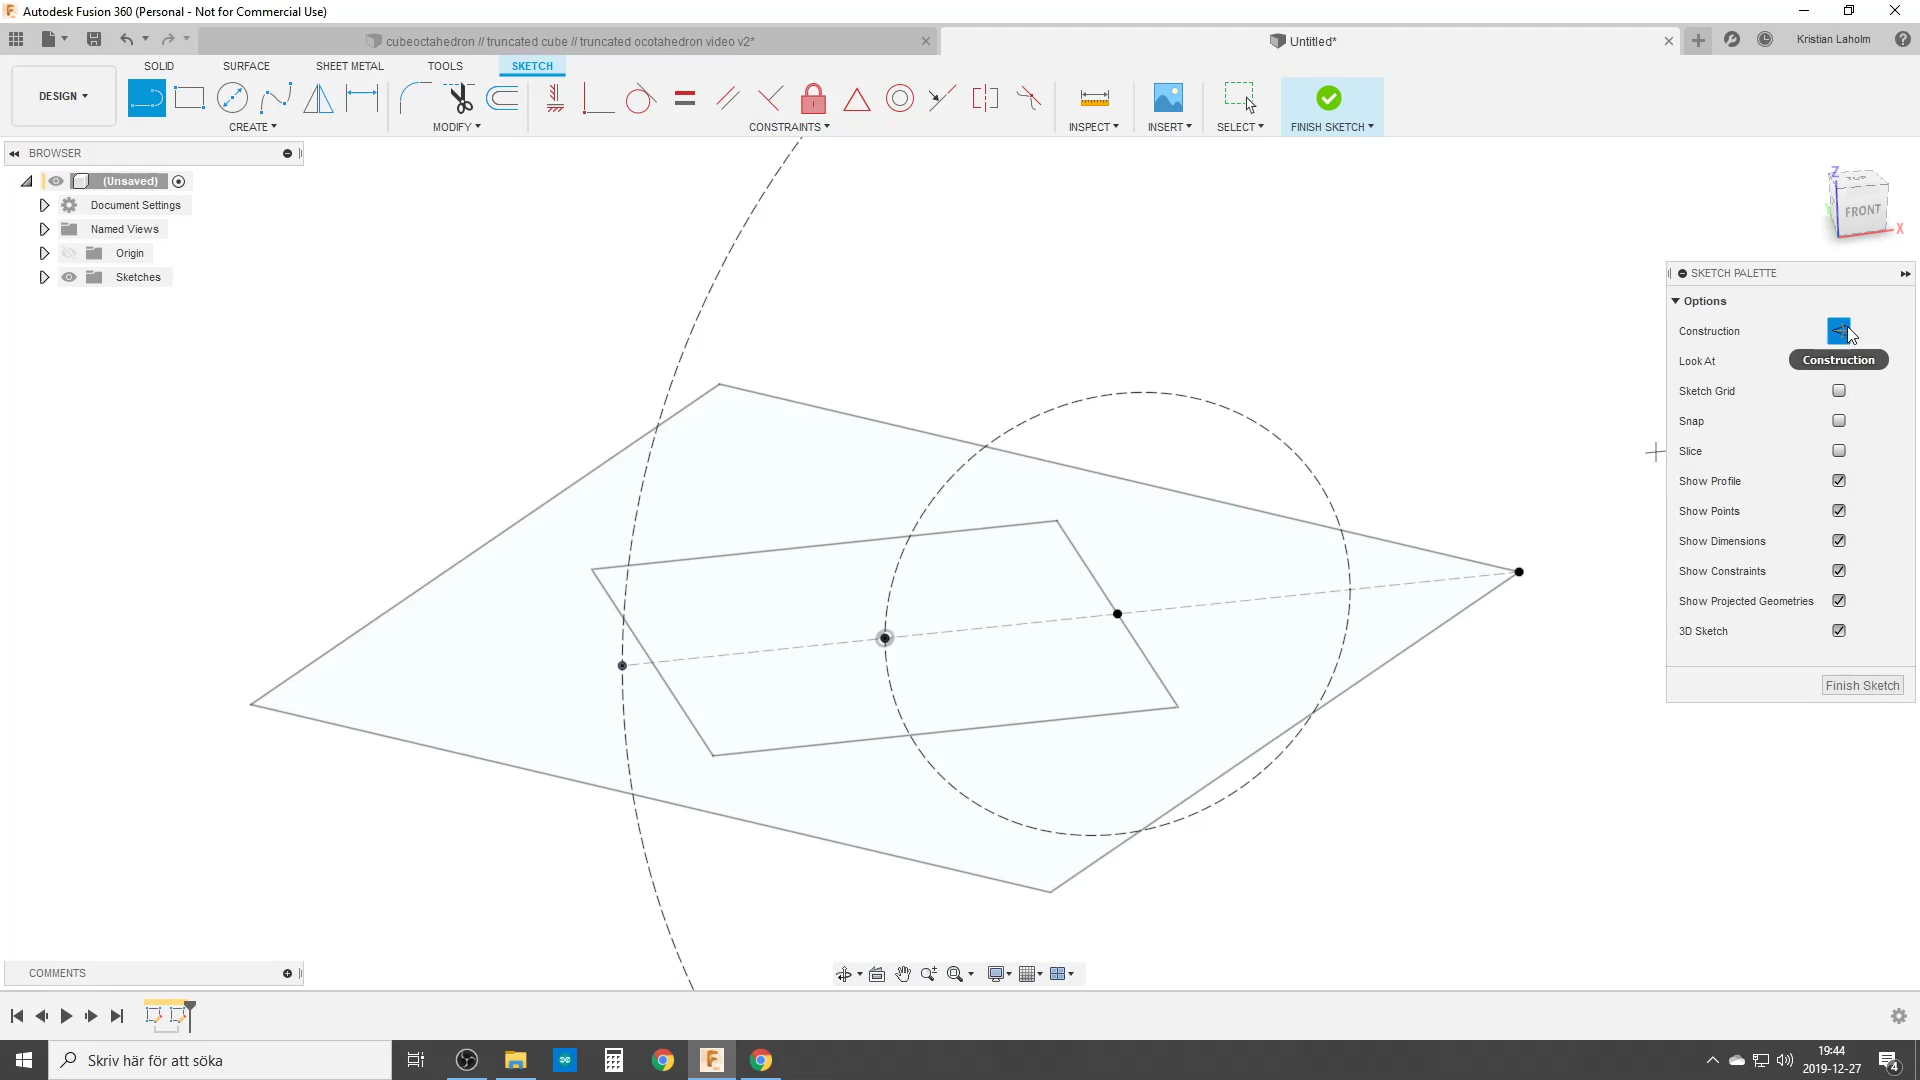 Autodesk Fusion 360 (Personal - Not for Commercial Use)
cubeoctahedron // truncated cube // truncated ocotahedron video v2*
Untitled*
Kristian Laholm
DESIGN
SOLID
SURFACE
SHEET METAL
TOOLS
SKETCH
CREATE
MODIFY
CONSTRAINTS
INSPECT
INSERT
SELECT
FINISH SKETCH
BROWSER
(Unsaved)
Document Settings
Named Views
Origin
Sketches
Z
TOP
FRONT
X
SKETCH PALETTE
Options
Construction
Look At
Construction
Sketch Grid
Snap
Slice
Show Profile
Show Points
Show Dimensions
Show Constraints
Show Projected Geometries
3D Sketch
Finish Sketch
COMMENTS
Skriv här för att söka
19:44
2019-12-27
4